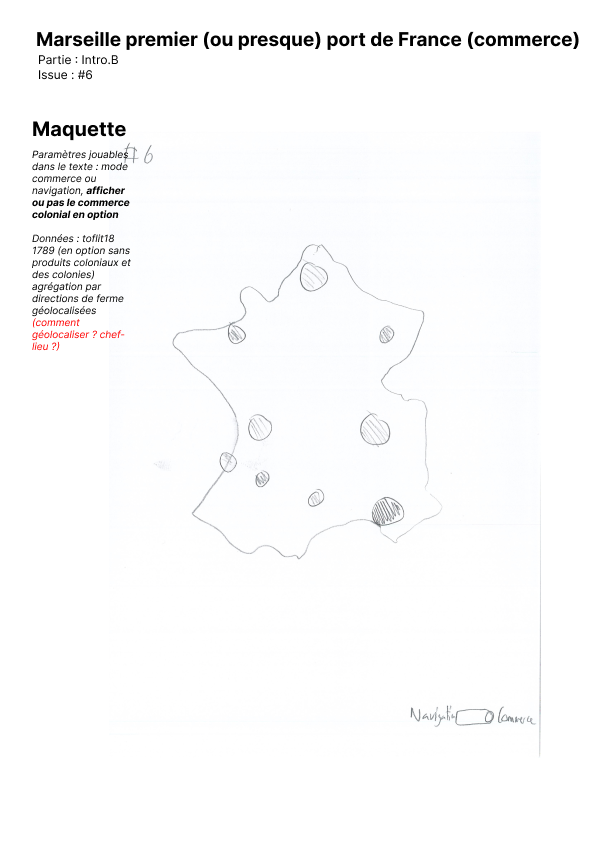 Marseille premier (ou presque) port de France (commerce)
Partie : Intro.B
Issue : #6
Maquette
#6
Paramètres jouables
dans le texte : mode
commerce ou
navigation, afficher
ou pas le commerce
colonial en option
Données : toflit18
1789 (en option sans
produits coloniaux et
des colonies)
agrégation par
directions de ferme
géolocalisées
(comment
géolocaliser ? chef-
lieu ?)
Navigation Commerce